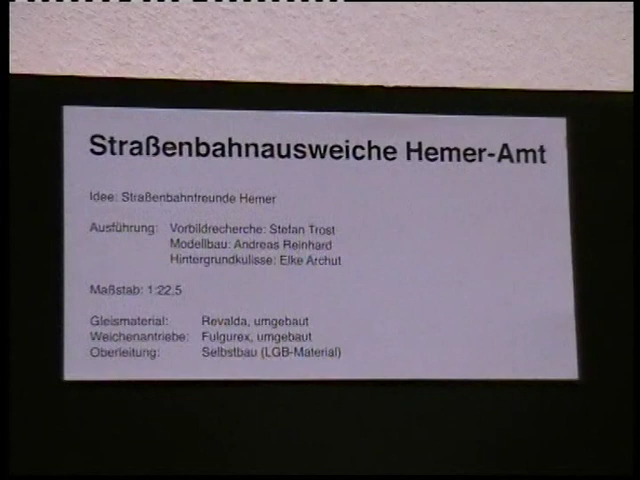 Straßenbahnausweiche Hemer-Amt
Idee: Straßenbahnfreunde Hemer
Ausführung: Vorbildrecherche: Stefan Trost
Modellbau: Andreas Reinhard
Hintergrundkulisse: Elke Archut
Maßstab: 1:22,5
Gleismaterial: Revalda, umgebaut
Weichenantriebe: Fulgurex, umgebaut
Oberleitung: Selbstbau (LGB-Material)